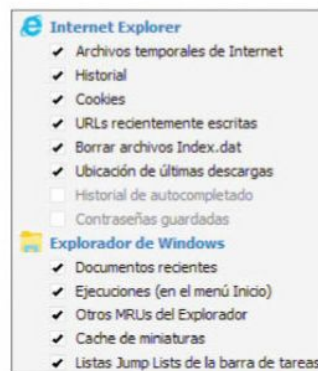 Internet Explorer
Archivos temporales de Internet
Historial
Cookies
URLs recientemente escritas
Borrar archivos Index.dat
Ubicación de últimas descargas
Historial de autocompletado
Contraseñas guardadas
Explorador de Windows
Documentos recientes
Ejecuciones (en el menú Inicio)
Otros MRUs del Explorador
Cache de miniaturas
Listas Jump Lists de la barra de tareas